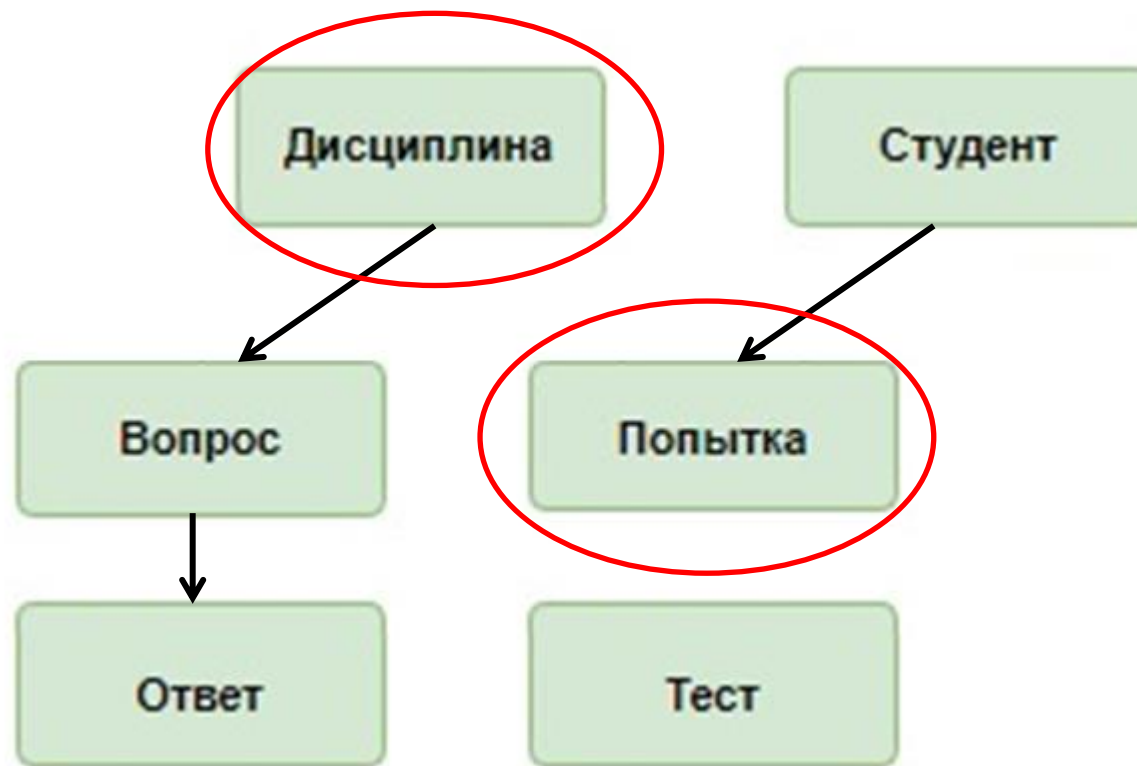 Дисциплина
Студент
Вопрос
Попытка
Ответ
Тест